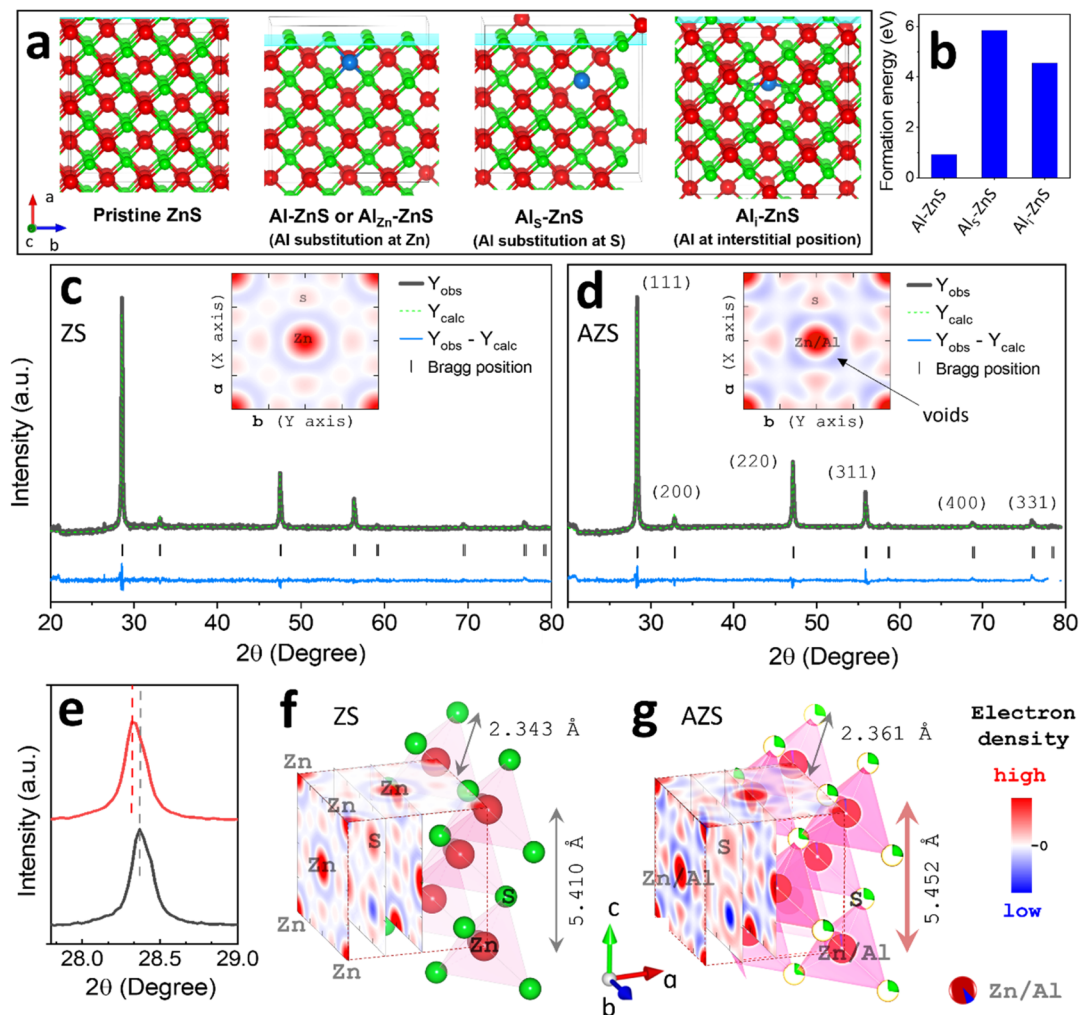 a
Pristine ZnS
Al-ZnS or Al_Zn-ZnS
(Al substitution at Zn)
Al_S-ZnS
(Al substitution at S)
Al_i-ZnS
(Al at interstitial position)
a
c
b
b
Formation energy (eV)
6
4
2
0
Al-ZnS
Al_S-ZnS
Al_i-ZnS
c
ZS
S
Zn
a (X axis)
b (Y axis)
Y_obs
Y_calc
Y_obs - Y_calc
Bragg position
Intensity (a.u.)
20 30 40 50 60 70 80
2θ (Degree)
d
AZS
(111)
(200)
(220)
(311)
(400)
(331)
S
Zn/Al
a (X axis)
b (Y axis)
voids
Y_obs
Y_calc
Y_obs - Y_calc
Bragg position
30 40 50 60 70 80
2θ (Degree)
e
Intensity (a.u.)
28.0 28.5 29.0
2θ (Degree)
f
ZS
2.343 Å
Zn
Zn
Zn
S
Zn
Zn
Zn
S
Zn
5.410 Å
g
AZS
2.361 Å
S
Zn/Al
S
Zn/Al
5.452 Å
c
a
b
Electron
density
high
0
low
Zn/Al